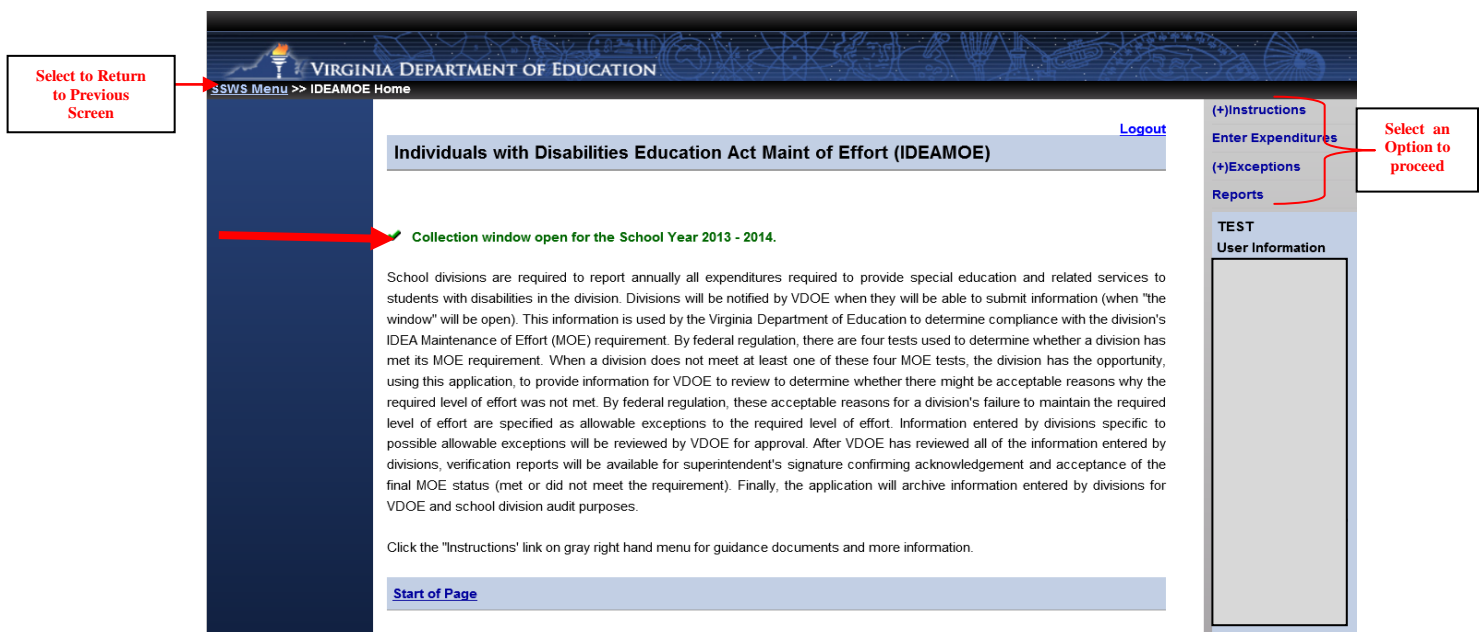 VIRGINIA DEPARTMENT OF EDUCATION
Select to Return
to Previous
Screen
SSWS Menu >> IDEAMOE Home
Logout
Individuals with Disabilities Education Act Maint of Effort (IDEAMOE)
(+)Instructions
Enter Expenditures
(+)Exceptions
Reports
Select an
Option to
proceed
TEST
User Information
Collection window open for the School Year 2013 - 2014.
School divisions are required to report annually all expenditures required to provide special education and related services to
students with disabilities in the division. Divisions will be notified by VDOE when they will be able to submit information (when "the
window" will be open). This information is used by the Virginia Department of Education to determine compliance with the division's
IDEA Maintenance of Effort (MOE) requirement. By federal regulation, there are four tests used to determine whether a division has
met its MOE requirement. When a division does not meet at least one of these four MOE tests, the division has the opportunity,
using this application, to provide information for VDOE to review to determine whether there might be acceptable reasons why the
required level of effort was not met. By federal regulation, these acceptable reasons for a division's failure to maintain the required
level of effort are specified as allowable exceptions to the required level of effort. Information entered by divisions specific to
possible allowable exceptions will be reviewed by VDOE for approval. After VDOE has reviewed all of the information entered by
divisions, verification reports will be available for superintendent's signature confirming acknowledgement and acceptance of the
final MOE status (met or did not meet the requirement). Finally, the application will archive information entered by divisions for
VDOE and school division audit purposes.
Click the "Instructions' link on gray right hand menu for guidance documents and more information.
Start of Page